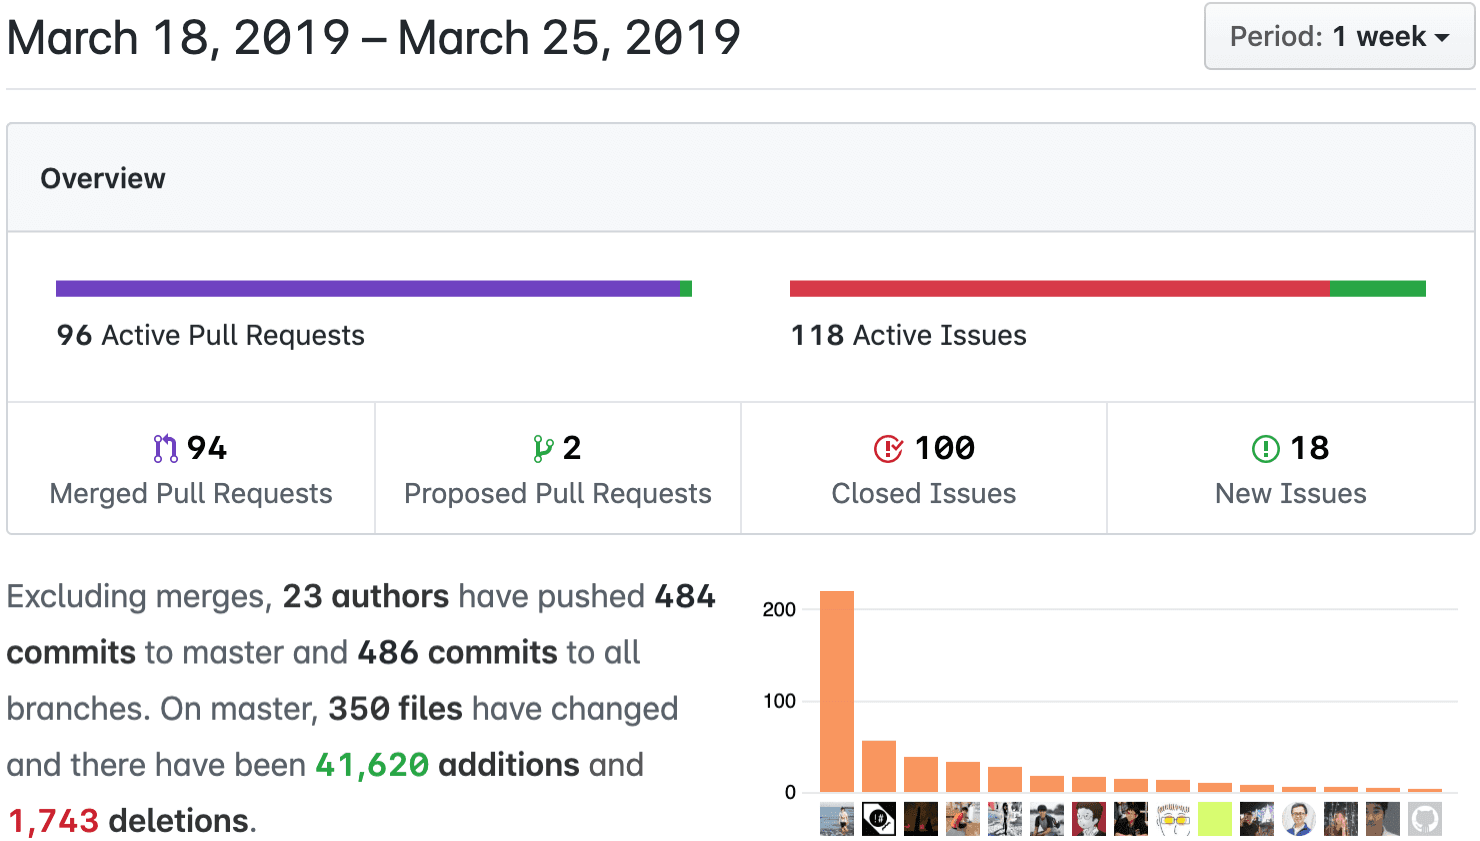 March 18, 2019 – March 25, 2019
Period: 1 week
Overview
96 Active Pull Requests
118 Active Issues
94
Merged Pull Requests
2
Proposed Pull Requests
100
Closed Issues
18
New Issues
Excluding merges, 23 authors have pushed 484
commits to master and 486 commits to all
branches. On master, 350 files have changed
and there have been 41,620 additions and
1,743 deletions.
200
100
0